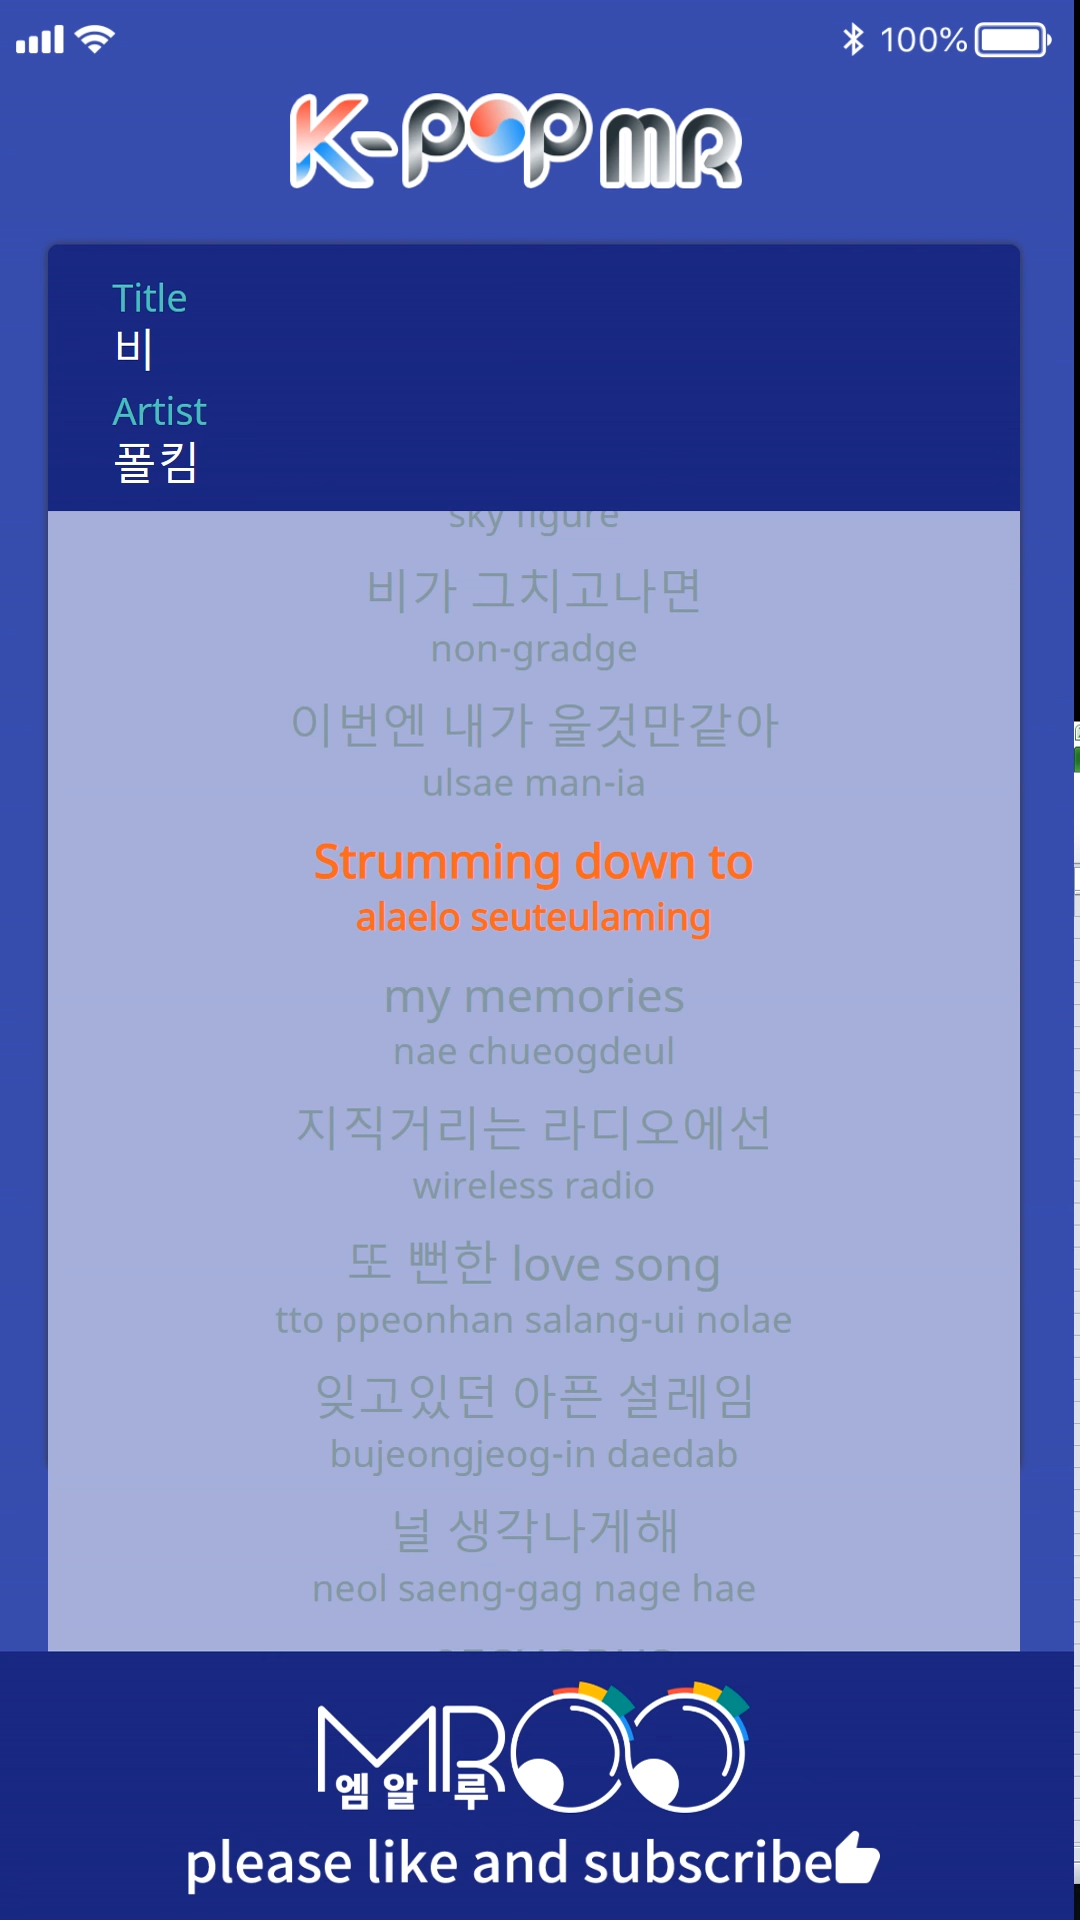 100%
K-POP MR
Title
비
Artist
폴킴
sky figure
비가 그치고나면
non-gradge
이번엔 내가 울것만같아
ulsae man-ia
Strumming down to
alaelo seuteulaming
my memories
nae chueogdeul
지직거리는 라디오에선
wireless radio
또 뻔한 love song
tto ppeonhan salang-ui nolae
잊고있던 아픈 설레임
bujeongjeog-in daedab
널 생각나게해
neol saeng-gag nage hae
MROO
엠알루
please like and subscribe